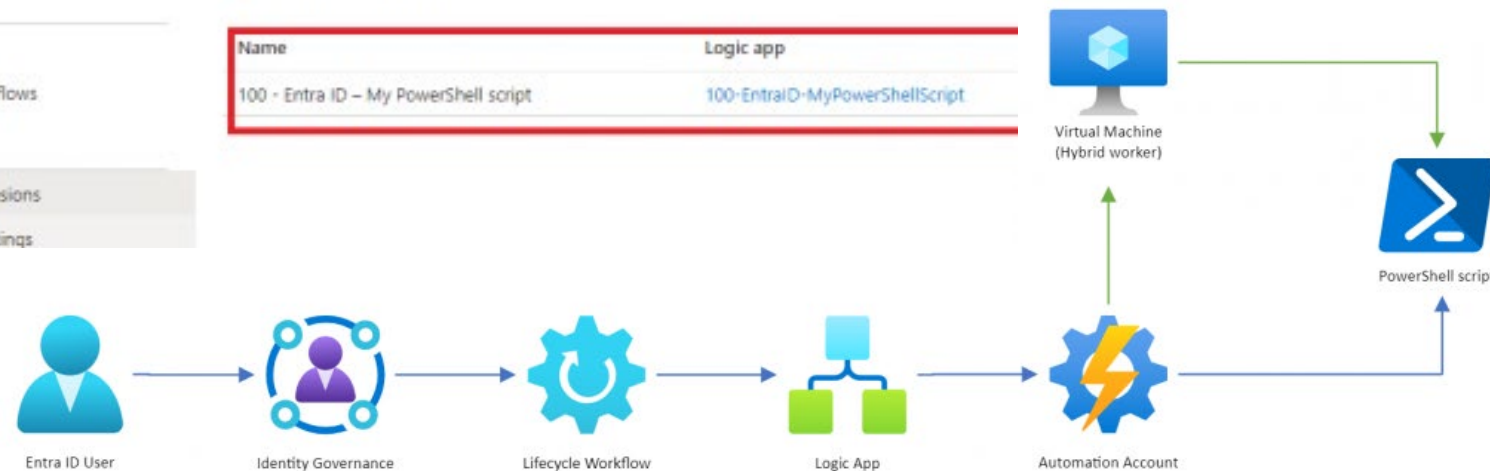 flows
sions
ings
Name Logic app
100 - Entra ID – My PowerShell script 100-EntraID-MyPowerShellScript
Virtual Machine
(Hybrid worker)
PowerShell scrip
Entra ID User
Identity Governance
Lifecycle Workflow
Logic App
Automation Account